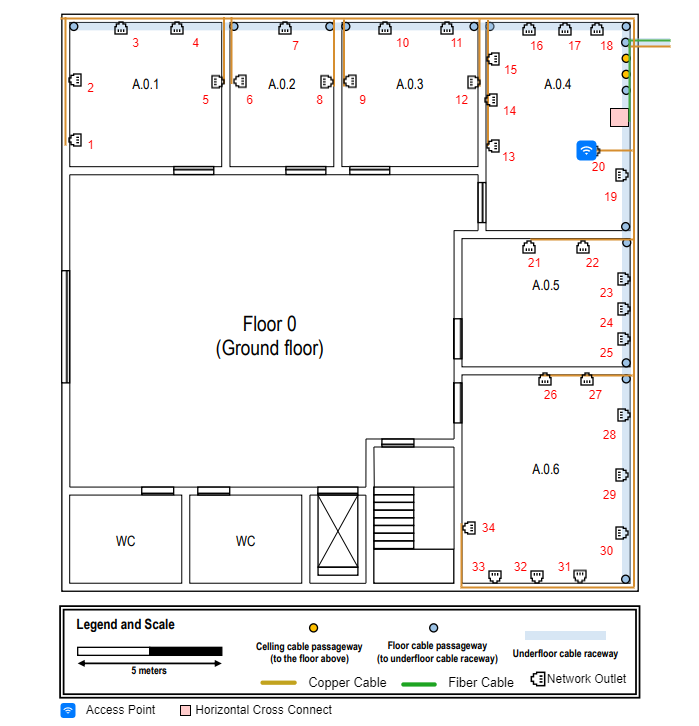 3 4 7 10 11 16 17 18
15
2 A.0.1 A.0.2 A.0.3 A.0.4
5 6 8 9 12
14
1 13
20
19
21 22
A.0.5 23
Floor 0
(Ground floor)
24
25
26 27
28
A.0.6
29
34
WC WC
30
33 32 31
Legend and Scale
5 meters
Celling cable passageway
(to the floor above)
Floor cable passageway
(to underfloor cable raceway)
Underfloor cable raceway
Copper Cable
Fiber Cable
Network Outlet
Access Point
Horizontal Cross Connect